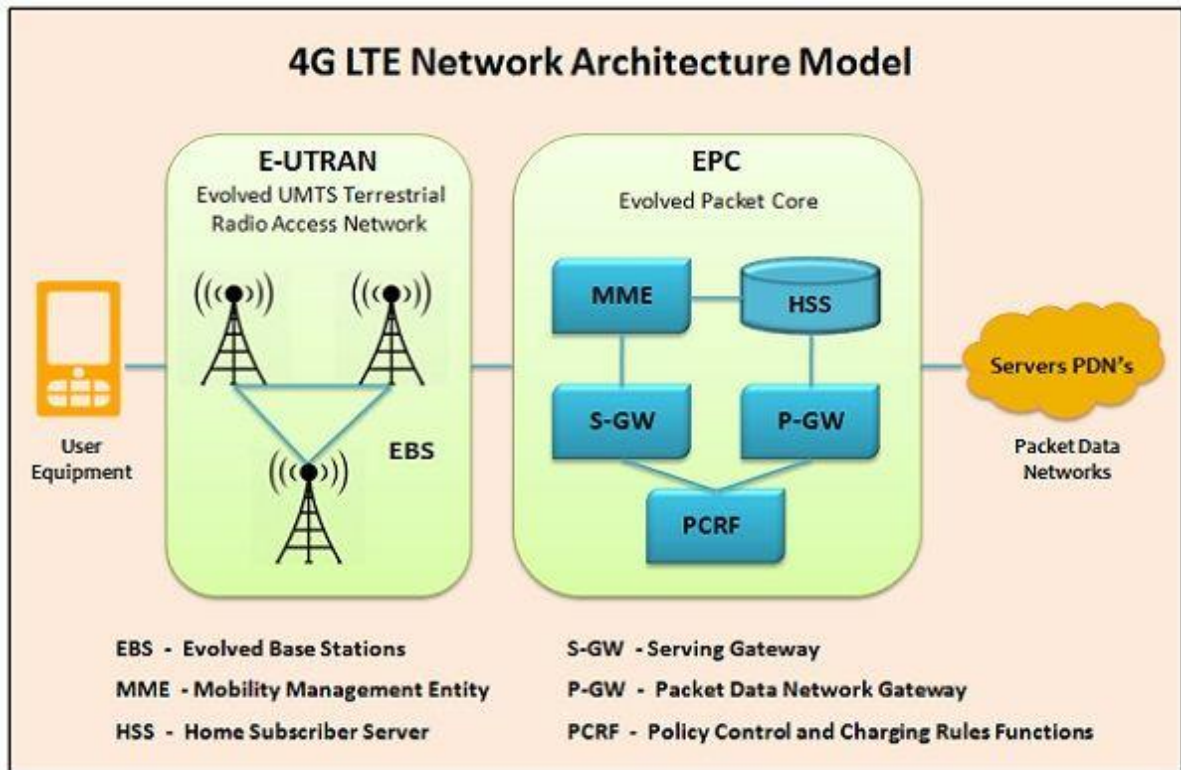 4G LTE Network Architecture Model
E-UTRAN
Evolved UMTS Terrestrial
Radio Access Network
EBS
EPC
Evolved Packet Core
MME
HSS
S-GW
P-GW
PCRF
User
Equipment
Servers PDN's
Packet Data
Networks
EBS - Evolved Base Stations
MME - Mobility Management Entity
HSS - Home Subscriber Server
S-GW - Serving Gateway
P-GW - Packet Data Network Gateway
PCRF - Policy Control and Charging Rules Functions